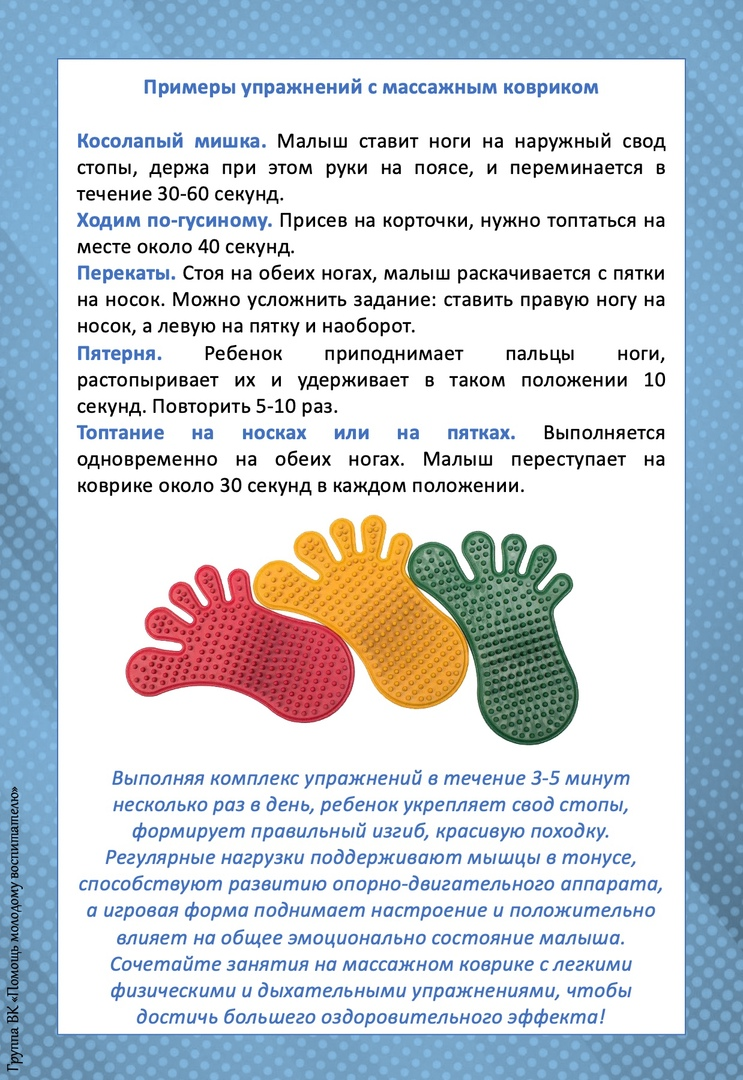 Примеры упражнений с массажным ковриком
Косолапый мишка. Малыш ставит ноги на наружный свод
стопы, держа при этом руки на поясе, и переминается в
течение 30-60 секунд.
Ходим по-гусиному. Присев на корточки, нужно топтаться на
месте около 40 секунд.
Перекаты. Стоя на обеих ногах, малыш раскачивается с пятки
на носок. Можно усложнить задание: ставить правую ногу на
носок, а левую на пятку и наоборот.
Пятерня. Ребенок приподнимает пальцы ноги,
растопыривает их и удерживает в таком положении 10
секунд. Повторить 5-10 раз.
Топтание на носках или на пятках. Выполняется
одновременно на обеих ногах. Малыш переступает на
коврике около 30 секунд в каждом положении.
Выполняя комплекс упражнений в течение 3-5 минут
несколько раз в день, ребенок укрепляет свод стопы,
формирует правильный изгиб, красивую походку.
Регулярные нагрузки поддерживают мышцы в тонусе,
способствуют развитию опорно-двигательного аппарата,
а игровая форма поднимает настроение и положительно
влияет на общее эмоционально состояние малыша.
Сочетайте занятия на массажном коврике с легкими
физическими и дыхательными упражнениями, чтобы
достичь большего оздоровительного эффекта!
Группа ВК «Помощь молодому воспитателю»